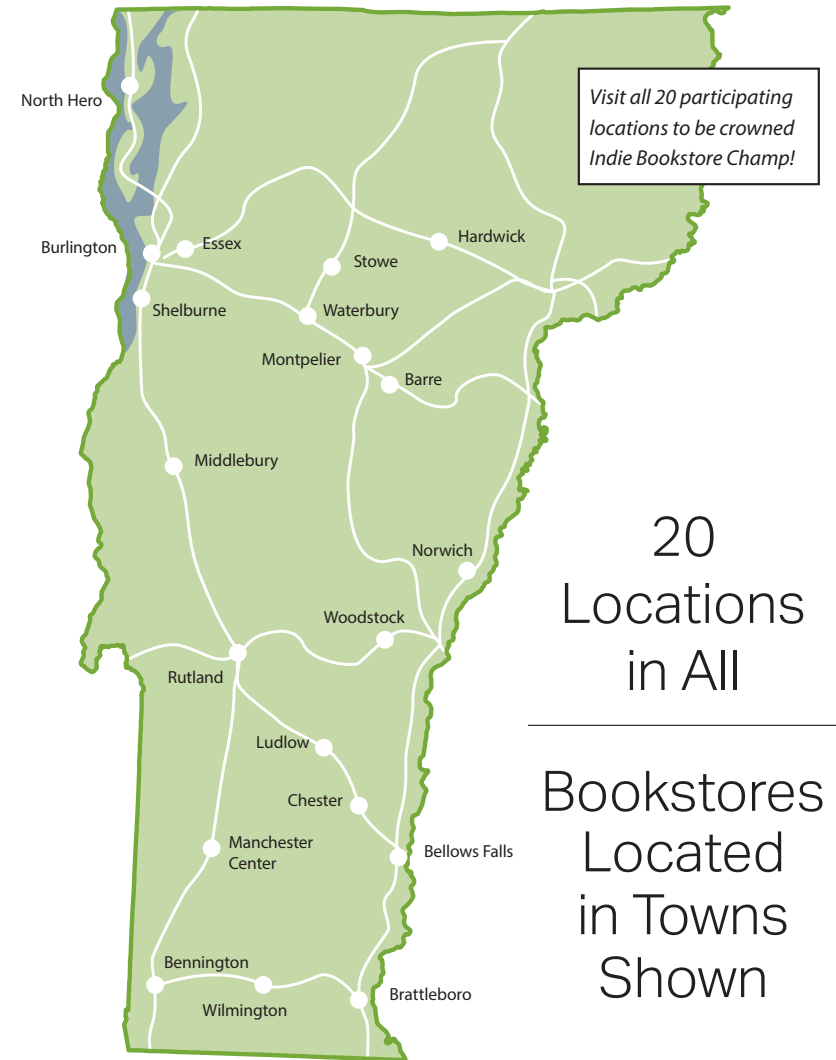 Visit all 20 participating
locations to be crowned
Indie Bookstore Champ!
North Hero
Burlington
Essex
Hardwick
Stowe
Shelburne
Waterbury
Montpelier
Barre
Middlebury
Norwich
Woodstock
Rutland
Ludlow
Chester
Manchester
Center
Bellows Falls
Bennington
Wilmington
Brattleboro
20
Locations
in All
Bookstores
Located
in Towns
Shown